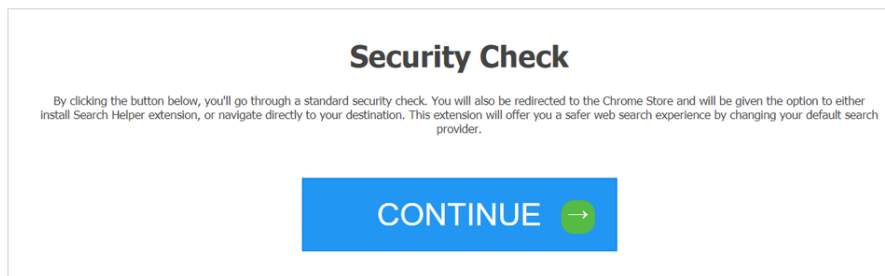 Security Check
By clicking the button below, you'll go through a standard security check. You will also be redirected to the Chrome Store and will be given the option to either
install Search Helper extension, or navigate directly to your destination. This extension will offer you a safer web search experience by changing your default search
provider.
CONTINUE →